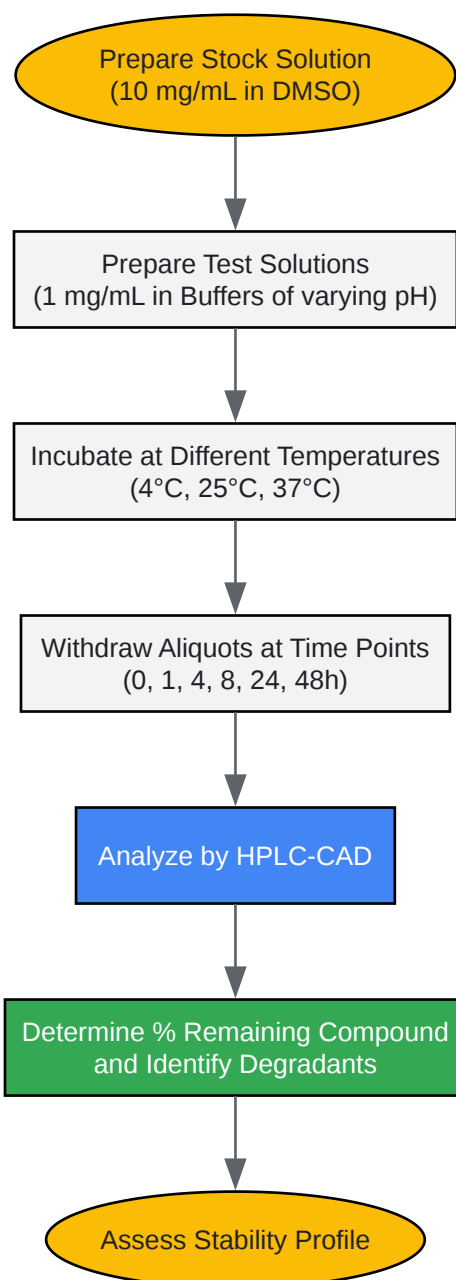 Prepare Stock Solution
(10 mg/mL in DMSO)
Prepare Test Solutions
(1 mg/mL in Buffers of varying pH)
Incubate at Different Temperatures
(4°C, 25°C, 37°C)
Withdraw Aliquots at Time Points
(0, 1, 4, 8, 24, 48h)
Analyze by HPLC-CAD
Determine % Remaining Compound
and Identify Degradants
Assess Stability Profile